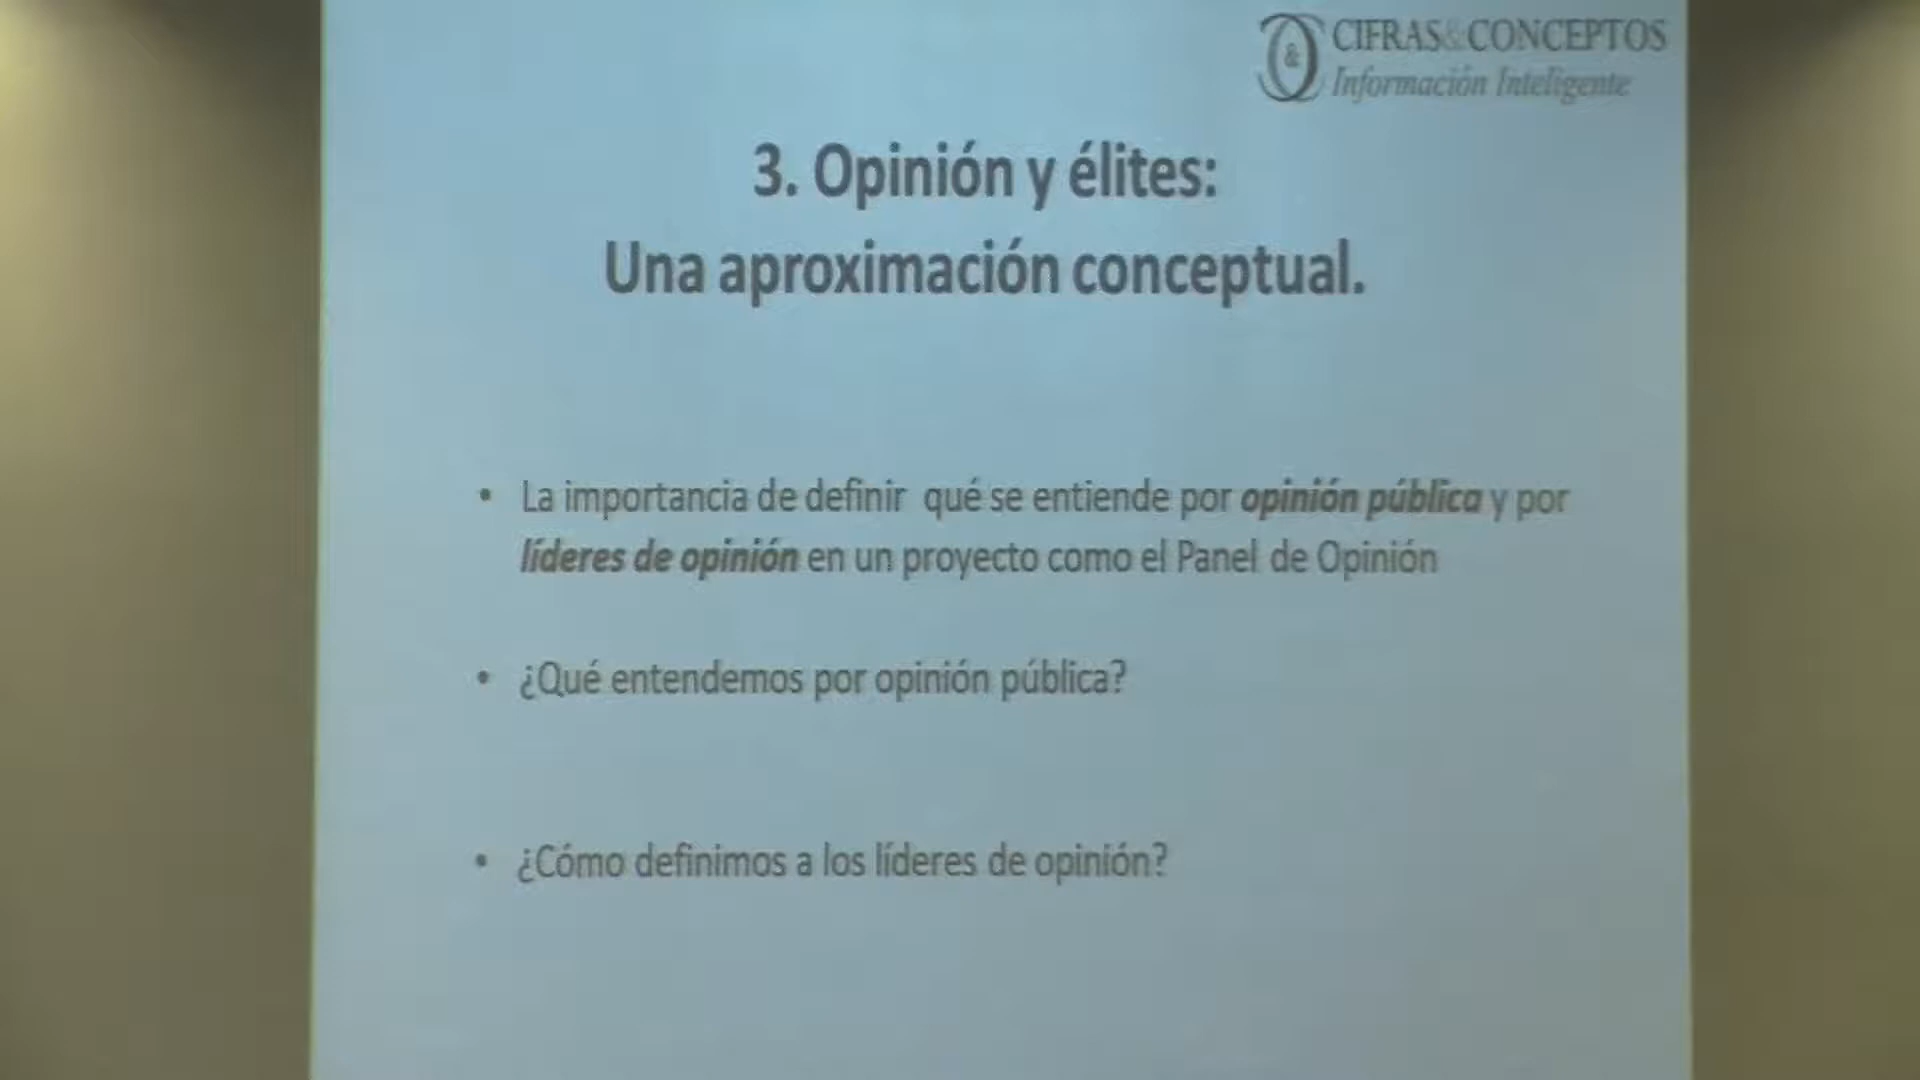 CIFRAS&CONCEPTOS
Información Inteligente
3. Opinión y élites:
Una aproximación conceptual.
• La importancia de definir qué se entiende por opinión pública y por
líderes de opinión en un proyecto como el Panel de Opinión
• ¿Qué entendemos por opinión pública?
• ¿Cómo definimos a los líderes de opinión?